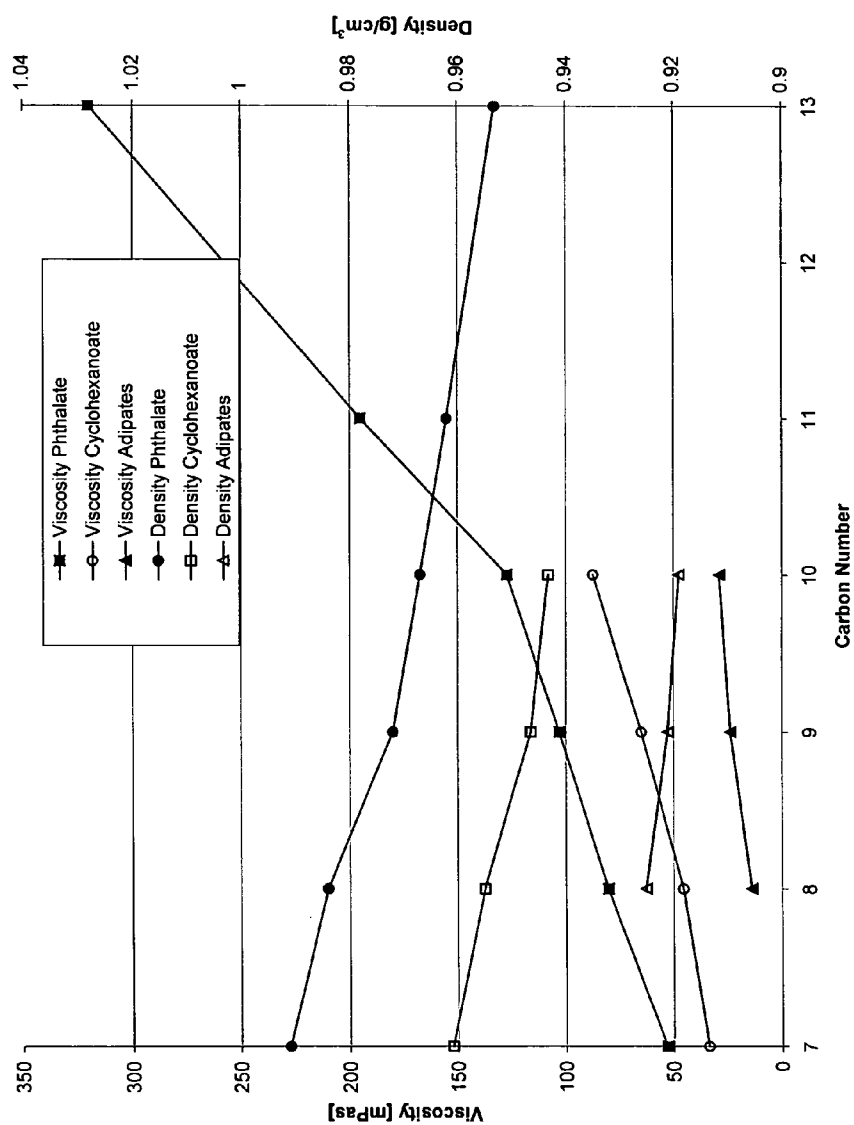 Density [g/cm³]
1.04
1.02
1
0.98
0.96
0.94
0.92
0.9
Viscosity Phthalate
Viscosity Cyclohexanoate
Viscosity Adipates
Density Phthalate
Density Cyclohexanoate
Density Adipates
350
300
250
200
150
100
50
0
Viscosity [mPas]
7
8
9
10
11
12
13
Carbon Number